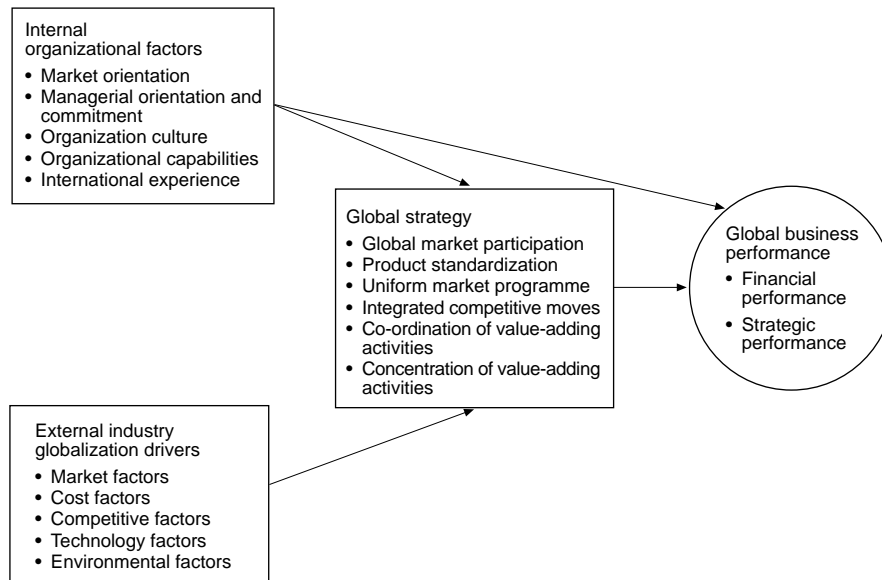 Internal
organizational factors
• Market orientation
• Managerial orientation and
commitment
• Organization culture
• Organizational capabilities
• International experience
Global strategy
• Global market participation
• Product standardization
• Uniform market programme
• Integrated competitive moves
• Co-ordination of value-adding
activities
• Concentration of value-adding
activities
Global business
performance
• Financial
performance
• Strategic
performance
External industry
globalization drivers
• Market factors
• Cost factors
• Competitive factors
• Technology factors
• Environmental factors